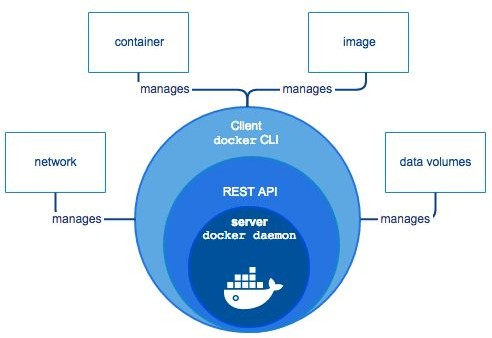 container
image
manages
manages
Client
docker CLI
network
data volumes
REST API
manages
manages
server
docker daemon